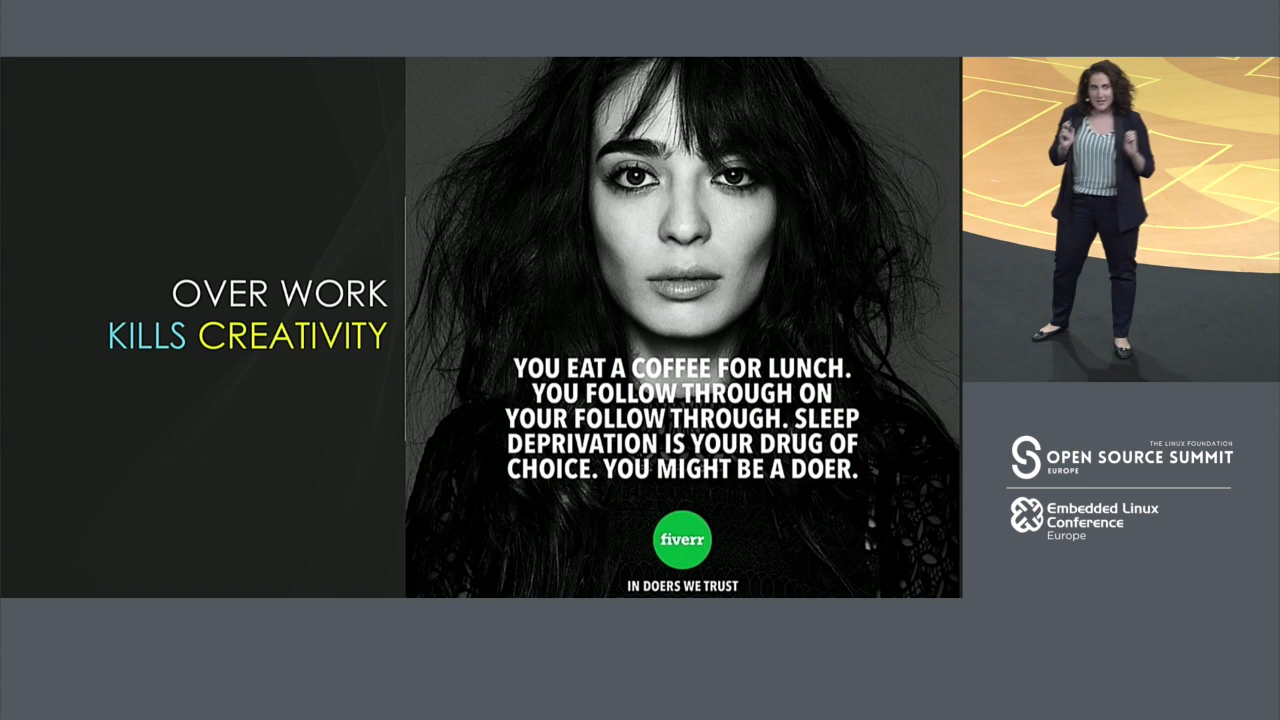 OVER WORK
KILLS CREATIVITY
YOU EAT A COFFEE FOR LUNCH.
YOU FOLLOW THROUGH ON
YOUR FOLLOW THROUGH. SLEEP
DEPRIVATION IS YOUR DRUG OF
CHOICE. YOU MIGHT BE A DOER.
fiverr
IN DOERS WE TRUST
THE LINUX FOUNDATION
OPEN SOURCE SUMMIT
EUROPE
Embedded Linux
Conference
Europe